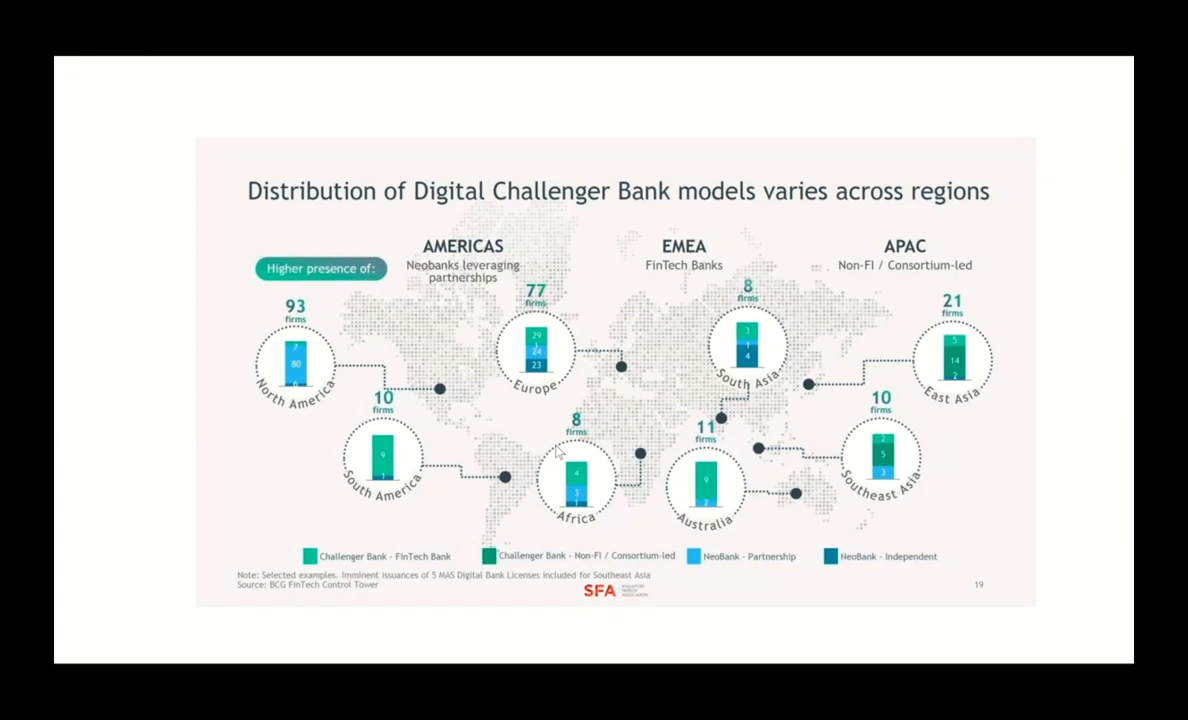 Distribution of Digital Challenger Bank models varies across regions
Higher presence of:
AMERICAS
Neobanks leveraging
partnerships
EMEA
FinTech Banks
APAC
Non-FI / Consortium-led
93
firms
7
80
6
North America
77
firms
29
1
24
23
Europe
8
firms
3
1
4
South Asia
21
firms
5
14
2
East Asia
10
firms
9
1
South America
8
firms
4
3
1
Africa
11
firms
9
2
Australia
10
firms
2
5
3
Southeast Asia
Challenger Bank - FinTech Bank
Challenger Bank - Non-FI / Consortium-led
NeoBank - Partnership
NeoBank - Independent
Note: Selected examples. Imminent issuances of 5 MAS Digital Bank Licenses included for Southeast Asia
Source: BCG FinTech Control Tower
SFA
SINGAPORE
FINTECH
ASSOCIATION
19